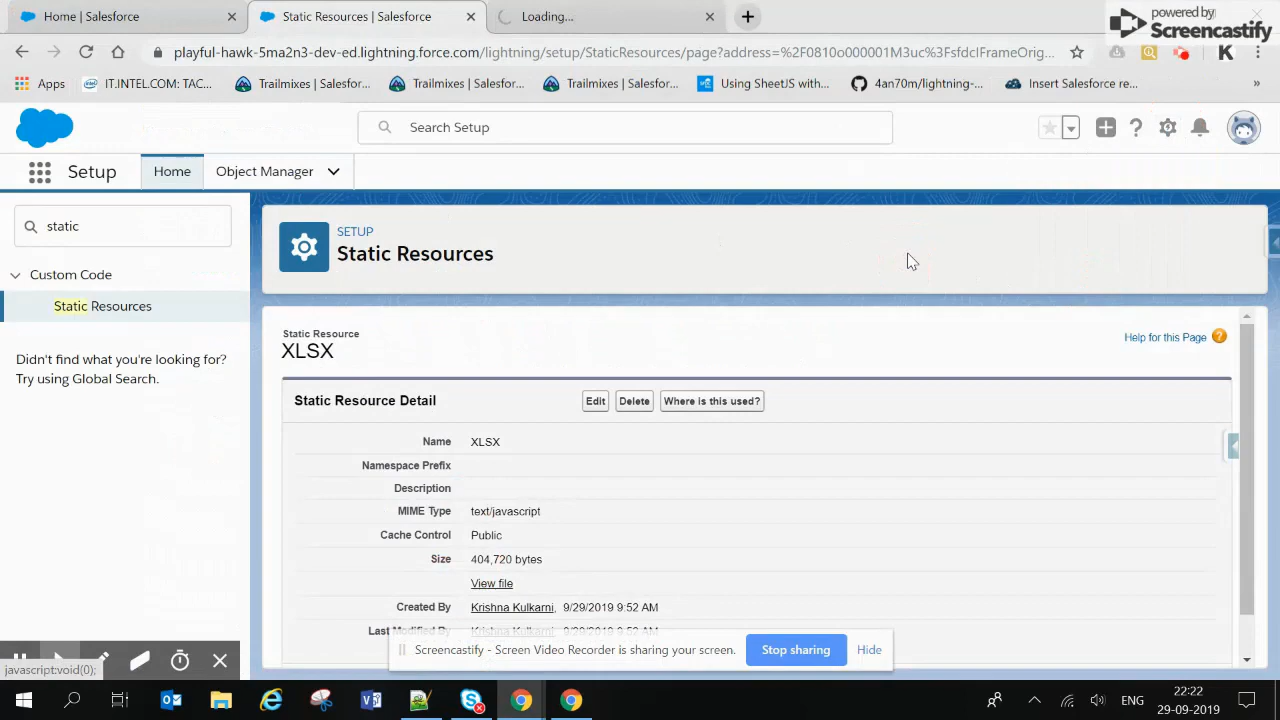 Home | Salesforce
Static Resources | Salesforce
Loading...
powered by
Screencastify
playful-hawk-5ma2n3-dev-ed.lightning.force.com/lightning/setup/StaticResources/page?address=%2F0810o000001M3uc%3FsfdcIFrameOrig...
Apps
IT.INTEL.COM: TAC...
Trailmixes | Salesfor...
Trailmixes | Salesfor...
Trailmixes | Salesfor...
Using SheetJS with...
4an70m/lightning-...
Insert Salesforce re...
»
Search Setup
Setup
Home
Object Manager
static
Custom Code
Static Resources
Didn't find what you're looking for?
Try using Global Search.
SETUP
Static Resources
Static Resource
XLSX
Help for this Page
Static Resource Detail
Edit
Delete
Where is this used?
Name XLSX
Namespace Prefix
Description
MIME Type text/javascript
Cache Control Public
Size 404,720 bytes
View file
Created By Krishna Kulkarni, 9/29/2019 9:52 AM
Last Modified By Krishna Kulkarni, 9/29/2019 9:52 AM
Screencastify - Screen Video Recorder is sharing your screen.
Stop sharing
Hide
javascript:void(0);
ENG
22:22
29-09-2019